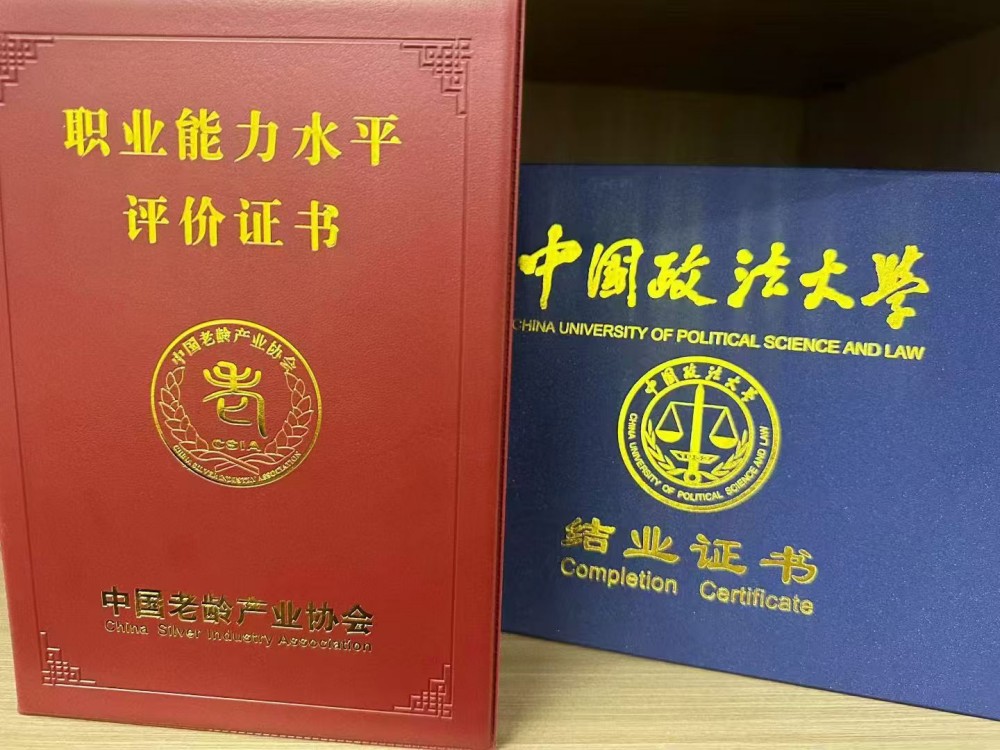 职业能力水平
评价证书
中国老龄产业协会
老
CSIA
CHINA SILVER INDUSTRY ASSOCIATION
中国老龄产业协会
China Silver Industry Association
中国政法大学
CHINA UNIVERSITY OF POLITICAL SCIENCE AND LAW
中国政法大学
1952
CHINA UNIVERSITY OF POLITICAL SCIENCE AND LAW
结业证书
Completion Certificate